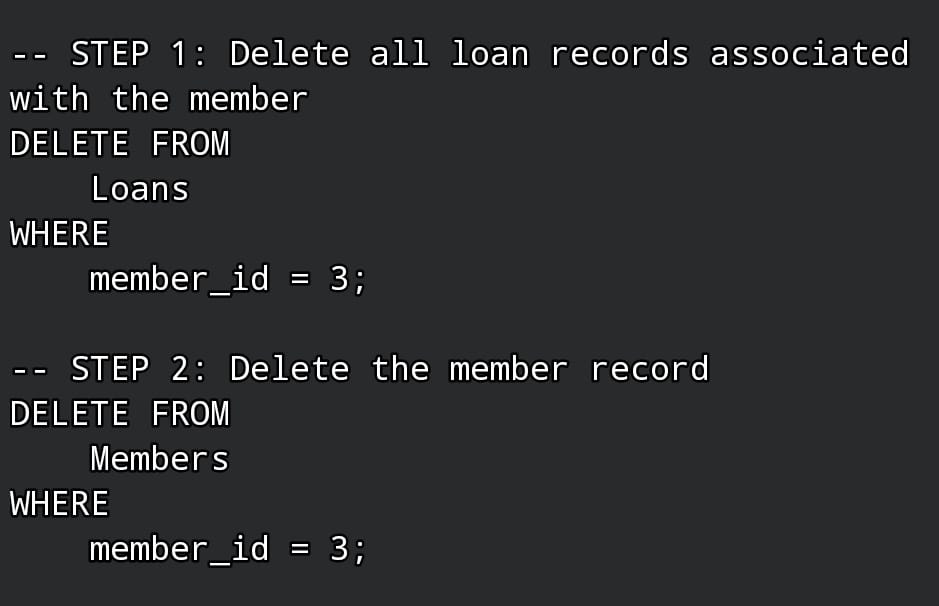 -- STEP 1: Delete all loan records associated
with the member
DELETE FROM
    Loans
WHERE
    member_id = 3;

-- STEP 2: Delete the member record
DELETE FROM
    Members
WHERE
    member_id = 3;